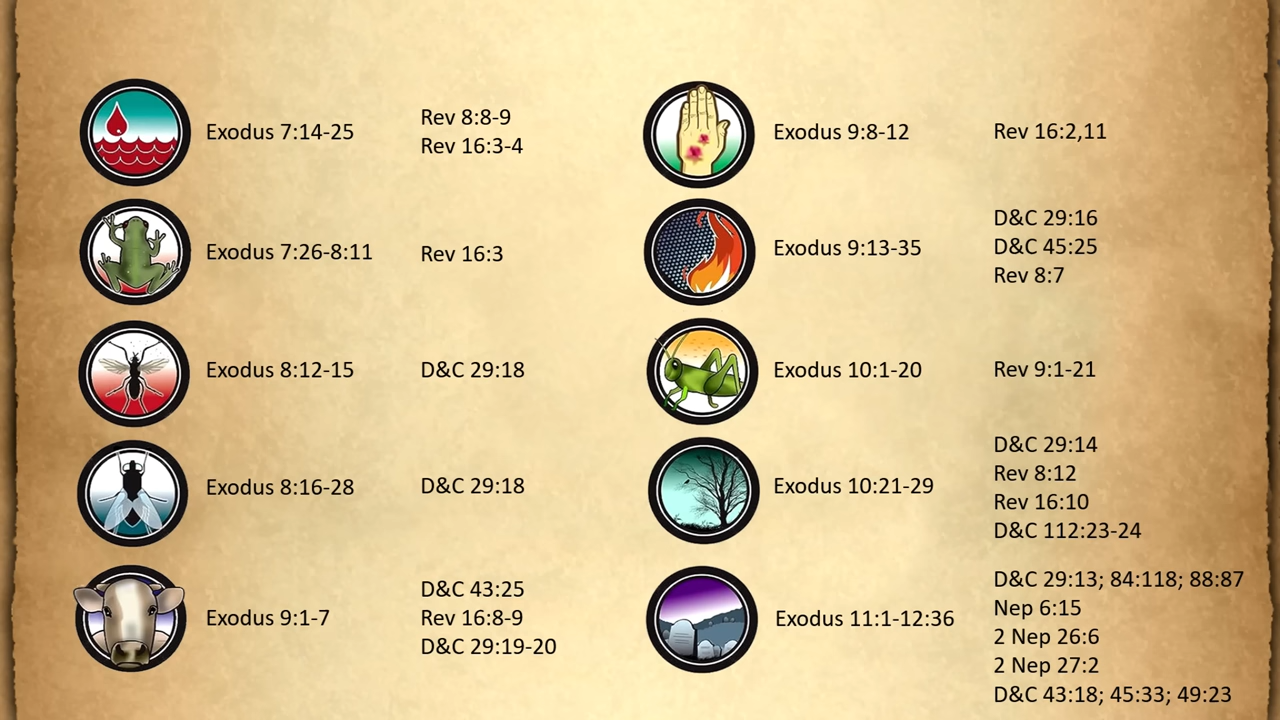 Exodus 7:14-25
Rev 8:8-9
Rev 16:3-4
Exodus 7:26-8:11
Rev 16:3
Exodus 8:12-15
D&C 29:18
Exodus 8:16-28
D&C 29:18
Exodus 9:1-7
D&C 43:25
Rev 16:8-9
D&C 29:19-20
Exodus 9:8-12
Rev 16:2,11
Exodus 9:13-35
D&C 29:16
D&C 45:25
Rev 8:7
Exodus 10:1-20
Rev 9:1-21
Exodus 10:21-29
D&C 29:14
Rev 8:12
Rev 16:10
D&C 112:23-24
Exodus 11:1-12:36
D&C 29:13; 84:118; 88:87
Nep 6:15
2 Nep 26:6
2 Nep 27:2
D&C 43:18; 45:33; 49:23